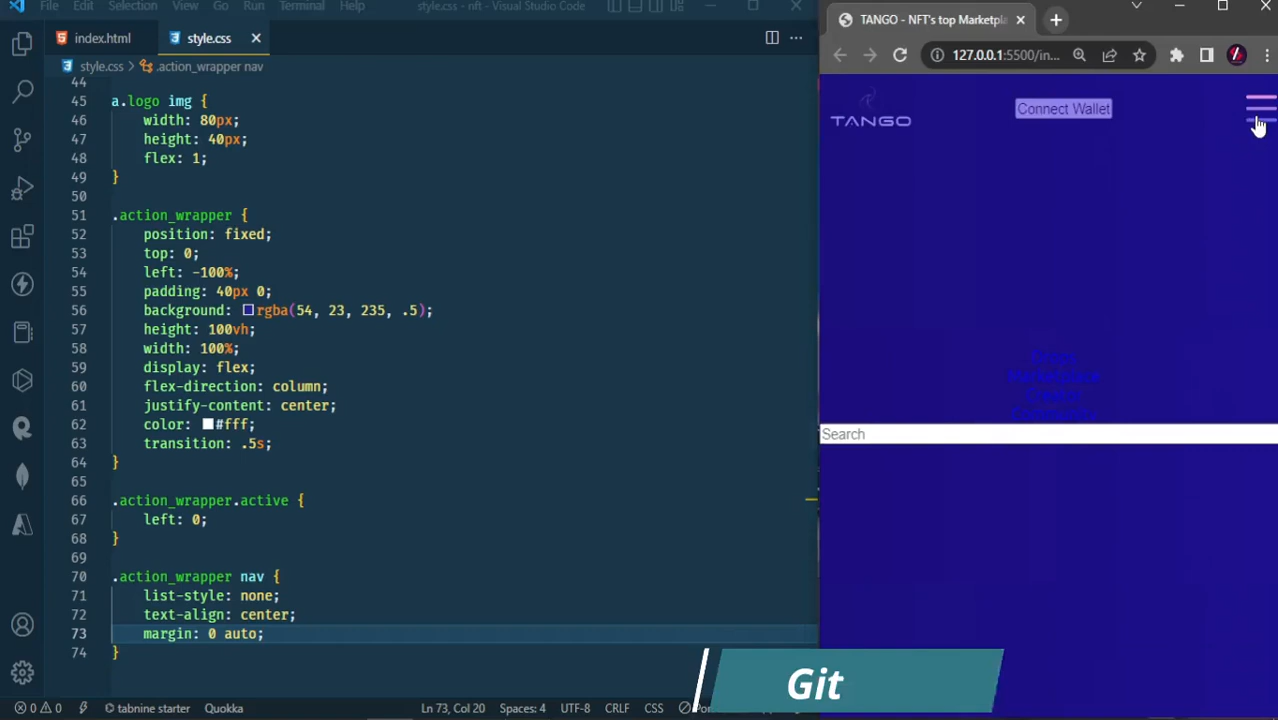 File Edit Selection View Go Run Terminal Help style.css - nft - Visual Studio Code
index.html style.css
style.css > .action_wrapper nav
44
45 a.logo img {
46 width: 80px;
47 height: 40px;
48 flex: 1;
49 }
50
51 .action_wrapper {
52 position: fixed;
53 top: 0;
54 left: -100%;
55 padding: 40px 0;
56 background: rgba(54, 23, 235, .5);
57 height: 100vh;
58 width: 100%;
59 display: flex;
60 flex-direction: column;
61 justify-content: center;
62 color: #fff;
63 transition: .5s;
64 }
65
66 .action_wrapper.active {
67 left: 0;
68 }
69
70 .action_wrapper nav {
71 list-style: none;
72 text-align: center;
73 margin: 0 auto;
74 }
0 0 tabnine starter Quokka Ln 73, Col 20 Spaces: 4 UTF-8 CRLF CSS
TANGO - NFT's top Marketpla
127.0.0.1:5500/in...
TANGO Connect Wallet
Drops
Marketplace
Creator
Community
Search
Git